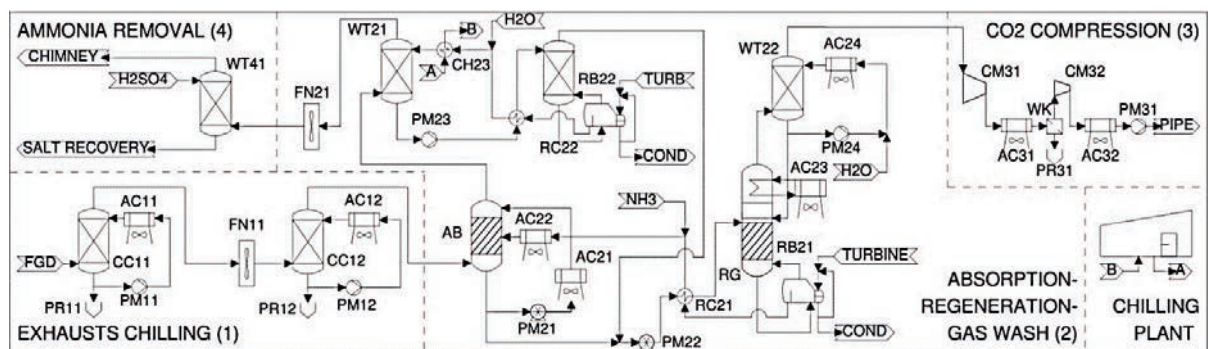 AMMONIA REMOVAL (4)
CHIMNEY
H2SO4
WT41
FN21
SALT RECOVERY
WT21
B
A
CH23
H2O
PM23
RB22
TURB
RC22
COND
WT22
AC24
PM24
H2O
AC23
CO2 COMPRESSION (3)
CM31
CM32
WK
PM31
PIPE
AC31
PR31
AC32
AC11
FGD
CC11
PM11
PR11
FN11
AC12
CC12
PM12
PR12
EXHAUSTS CHILLING (1)
AB
AC22
AC21
PM21
NH3
RG
RC21
PM22
RB21
TURBINE
COND
ABSORPTION-
REGENERATION-
GAS WASH (2)
B
A
CHILLING
PLANT